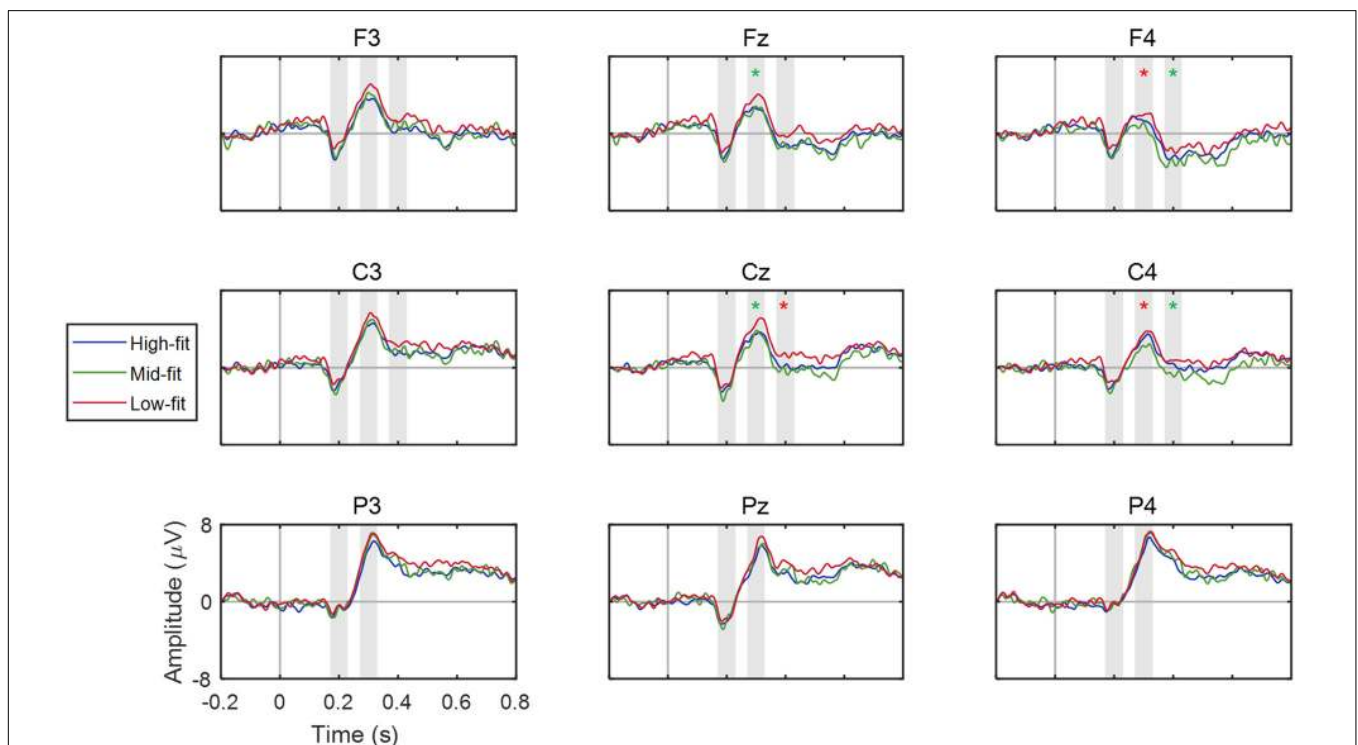 F3
Fz
F4
* 
* *
C3
Cz
C4
* *
* *
High-fit
Mid-fit
Low-fit
P3
Pz
P4
8
0
-8
Amplitude (μV)
-0.2 0 0.2 0.4 0.6 0.8
Time (s)